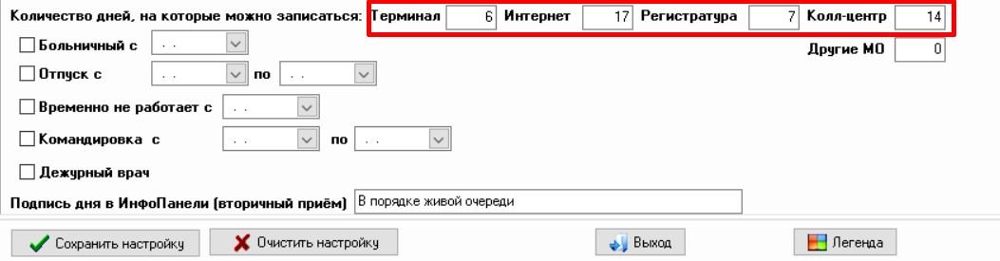 Количество дней, на которые можно записаться: Терминал 6 Интернет 17 Регистратура 7 Колл-центр 14
Больничный с . .
Другие МО 0
Отпуск с . . по . .
Временно не работает с . .
Командировка с . . по . .
Дежурный врач
Подпись дня в ИнфоПанели (вторичный приём) В порядке живой очереди
Сохранить настройку Очистить настройку Выход Легенда